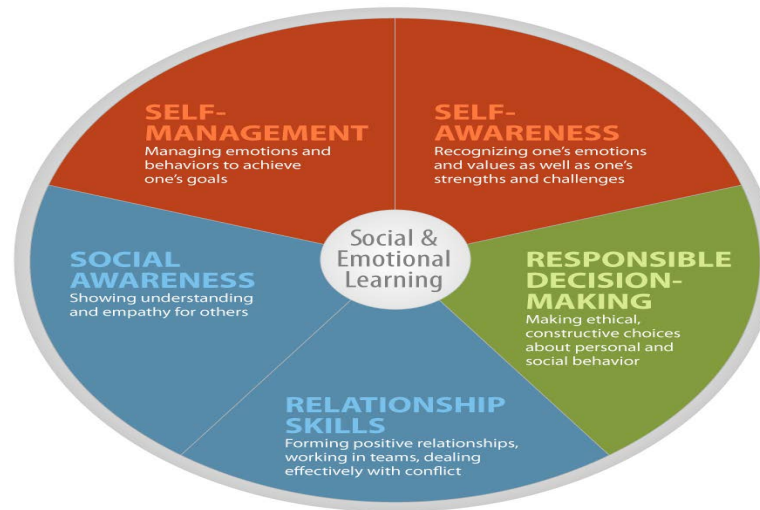 SELF-
MANAGEMENT
Managing emotions and
behaviors to achieve
one's goals
SELF-
AWARENESS
Recognizing one's emotions
and values as well as one's
strengths and challenges
SOCIAL
AWARENESS
Showing understanding
and empathy for others
Social &
Emotional
Learning
RESPONSIBLE
DECISION-
MAKING
Making ethical,
constructive choices
about personal and
social behavior
RELATIONSHIP
SKILLS
Forming positive relationships,
working in teams, dealing
effectively with conflict